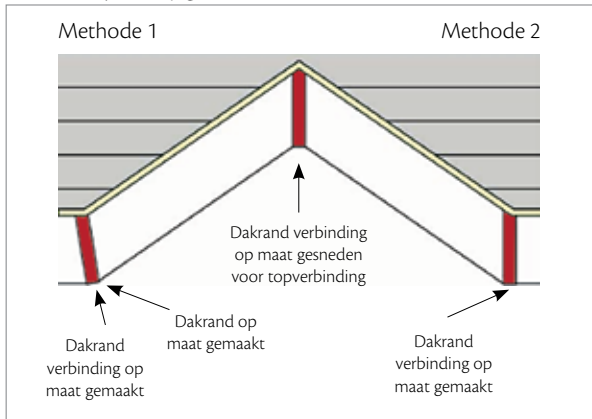 Methode 1
Methode 2
Dakrand verbinding
op maat gesneden
voor topverbinding
Dakrand op
maat gemaakt
Dakrand
verbinding op
maat gemaakt
Dakrand
verbinding op
maat gemaakt